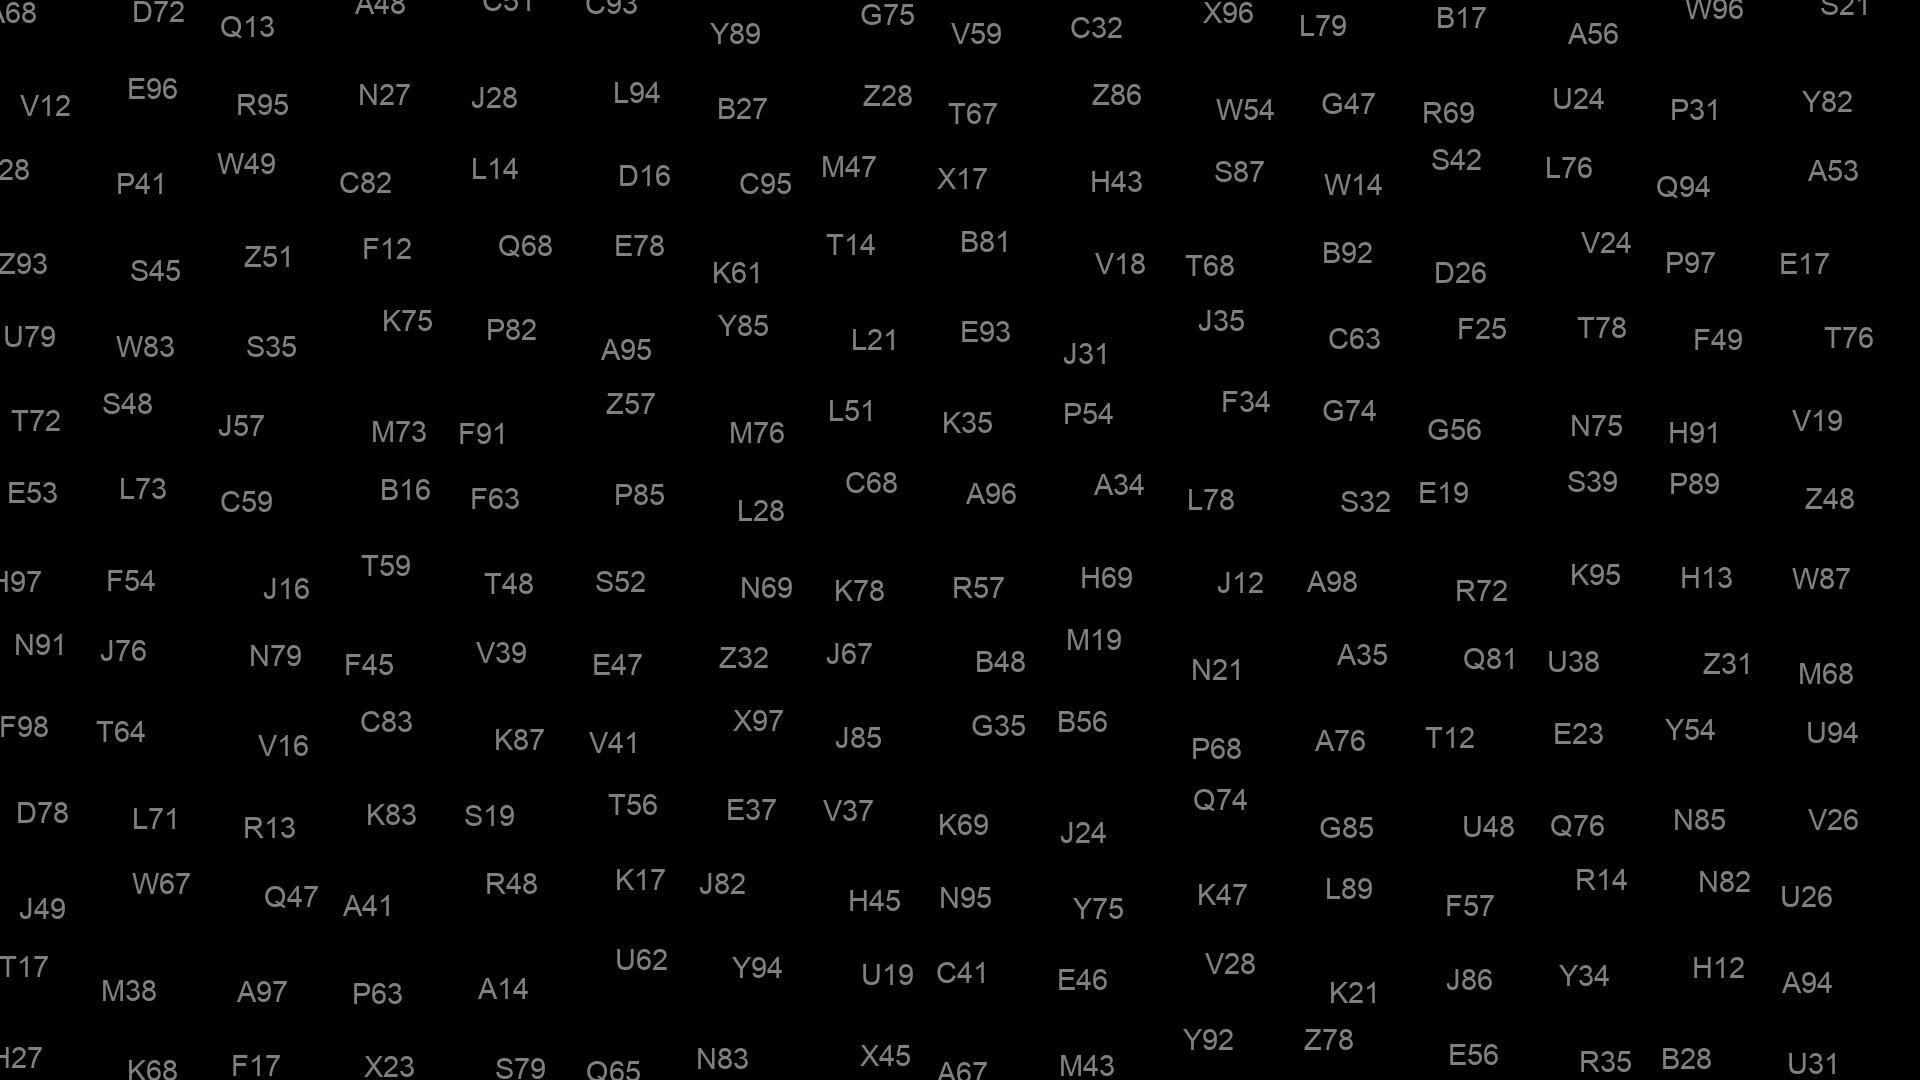 A68 D72 Q13 A48 C51 C93 Y89 G75 V59 C32 X96 L79 B17 A56 W96 S21
V12 E96 R95 N27 J28 L94 B27 Z28 T67 Z86 W54 G47 R69 U24 P31 Y82
28 P41 W49 C82 L14 D16 C95 M47 X17 H43 S87 W14 S42 L76 Q94 A53
Z93 S45 Z51 F12 Q68 E78 K61 T14 B81 V18 T68 B92 D26 V24 P97 E17
U79 W83 S35 K75 P82 A95 Y85 L21 E93 J31 J35 C63 F25 T78 F49 T76
T72 S48 J57 M73 F91 Z57 M76 L51 K35 P54 F34 G74 G56 N75 H91 V19
E53 L73 C59 B16 F63 P85 L28 C68 A96 A34 L78 S32 E19 S39 P89 Z48
H97 F54 J16 T59 T48 S52 N69 K78 R57 H69 J12 A98 R72 K95 H13 W87
N91 J76 N79 F45 V39 E47 Z32 J67 B48 M19 N21 A35 Q81 U38 Z31 M68
F98 T64 V16 C83 K87 V41 X97 J85 G35 B56 P68 A76 T12 E23 Y54 U94
D78 L71 R13 K83 S19 T56 E37 V37 K69 J24 Q74 G85 U48 Q76 N85 V26
J49 W67 Q47 A41 R48 K17 J82 H45 N95 Y75 K47 L89 F57 R14 N82 U26
T17 M38 A97 P63 A14 U62 Y94 U19 C41 E46 V28 K21 J86 Y34 H12 A94
H27 K68 F17 X23 S79 Q65 N83 X45 A67 M43 Y92 Z78 E56 R35 B28 U31